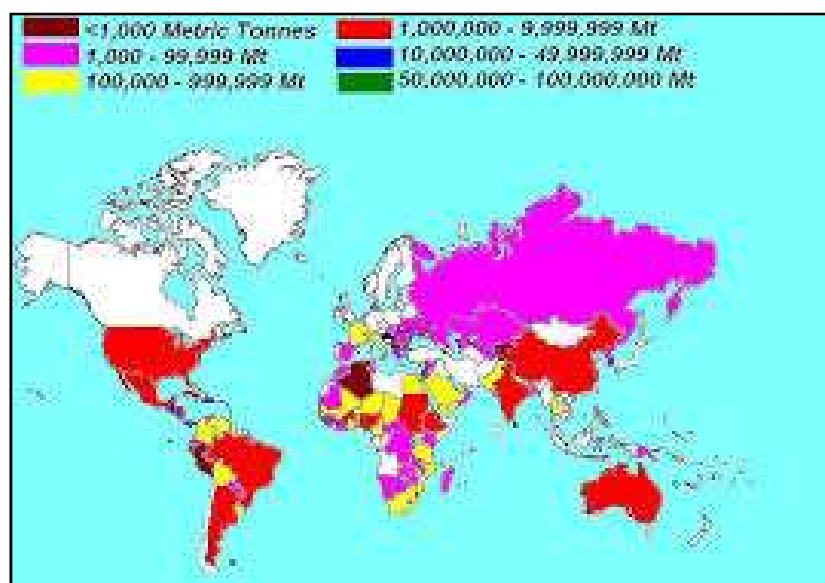 <1,000 Metric Tonnes
1,000 - 99,999 Mt
100,000 - 999,999 Mt
1,000,000 - 9,999,999 Mt
10,000,000 - 49,999,999 Mt
50,000,000 - 100,000,000 Mt